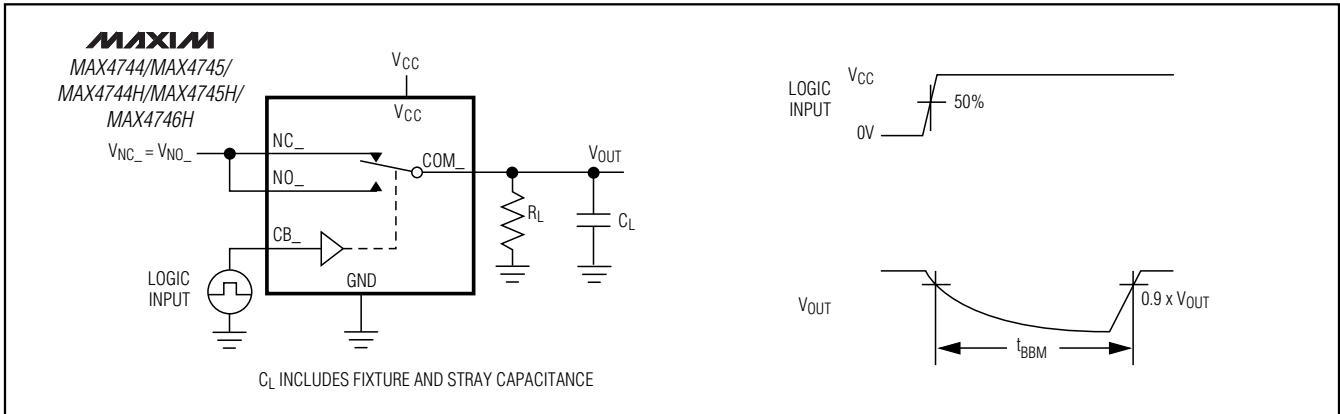 MAXIM
MAX4744/MAX4745/
MAX4744H/MAX4745H/
MAX4746H
VCC
VCC
VNC_ = VNO_
NC_
NO_
COM_
VOUT
RL
CL
CB_
LOGIC
INPUT
GND
CL INCLUDES FIXTURE AND STRAY CAPACITANCE
LOGIC
INPUT
VCC
50%
0V
VOUT
0.9 x VOUT
tBBM